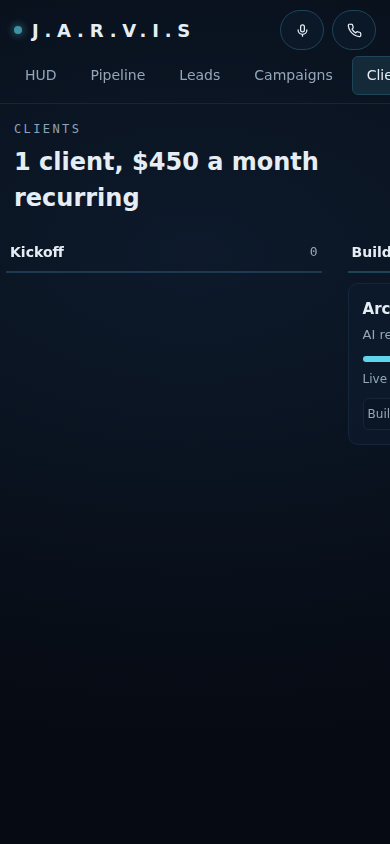 J.A.R.V.I.S
HUD Pipeline Leads Campaigns
CLIENTS
1 client, $450 a month
recurring
Kickoff 0
Live